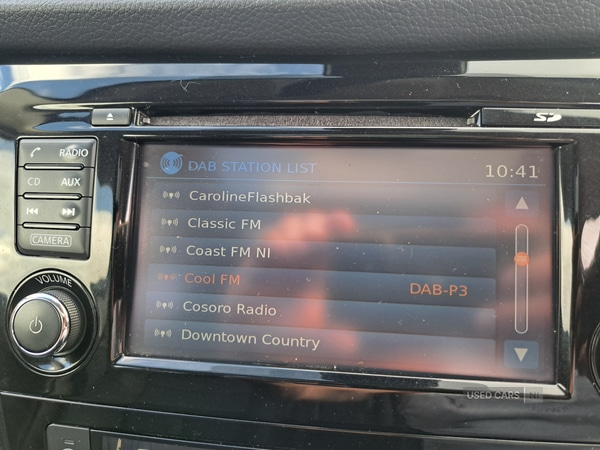 SD
RADIO
CD AUX
CAMERA
VOLUME
DAB STATION LIST 10:41
CarolineFlashbak
Classic FM
Coast FM NI
Cool FM DAB-P3
Cosoro Radio
Downtown Country
USED CARS NI